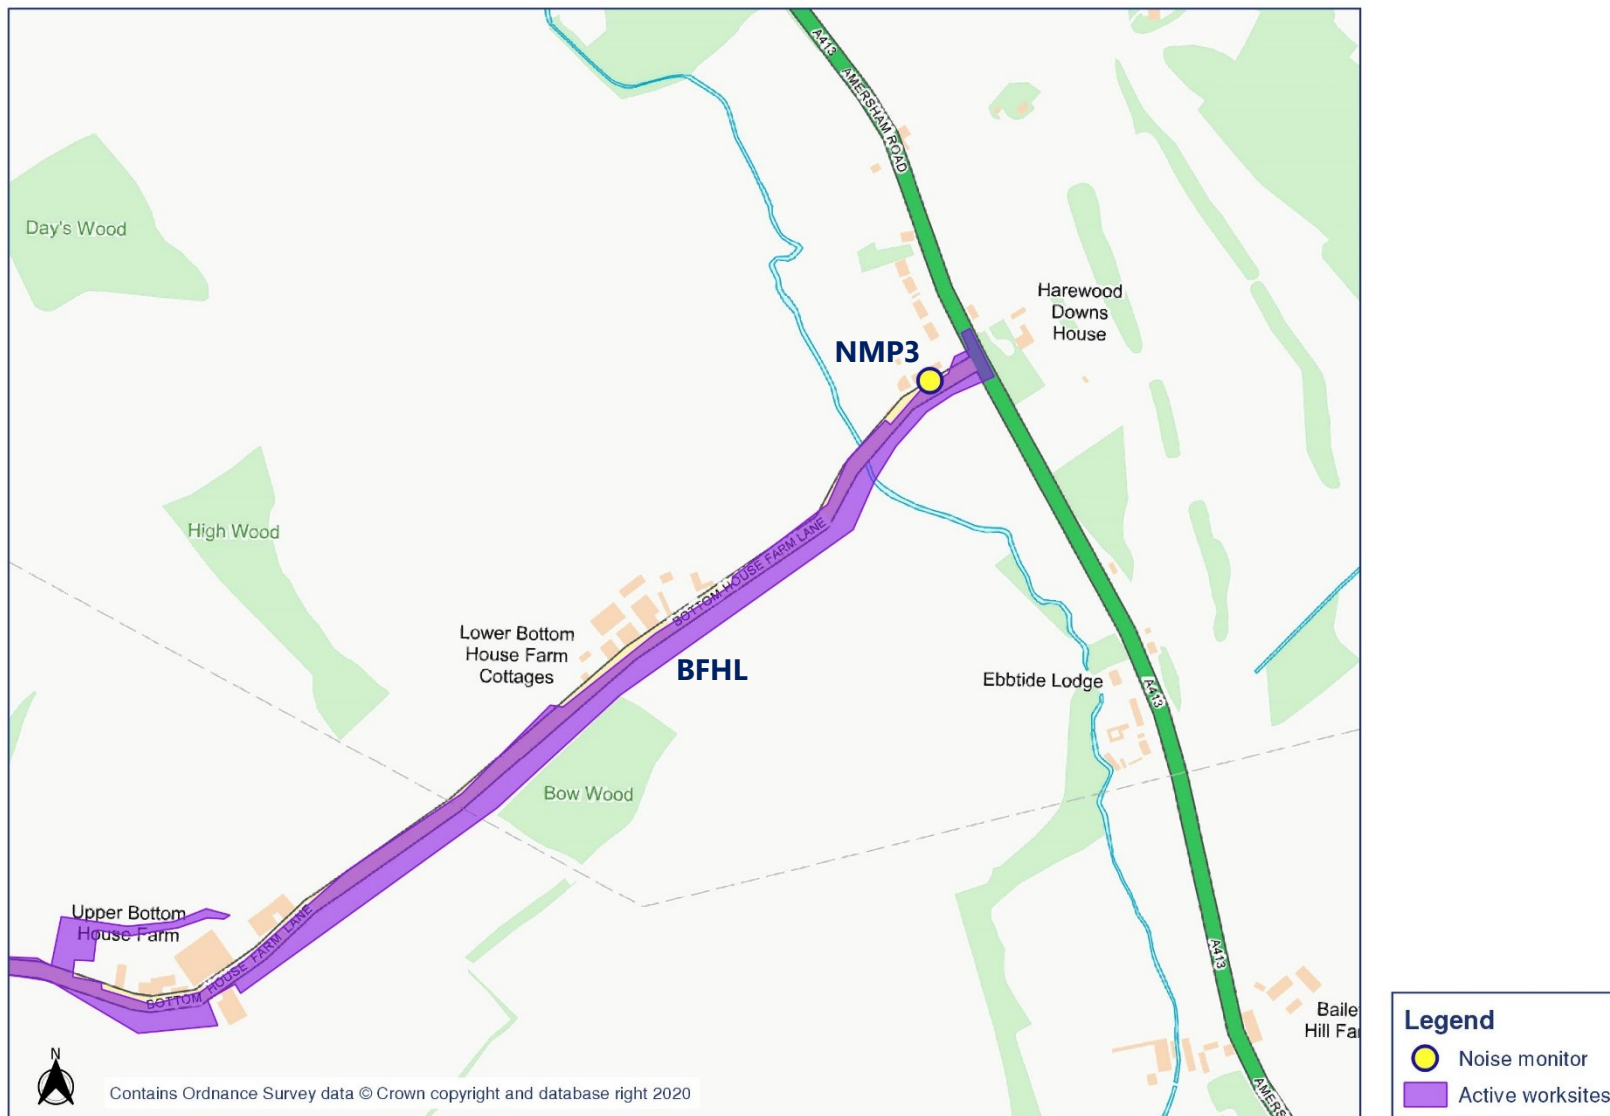 A413
AMERSHAM ROAD
Day's Wood
Harewood
Downs
House
NMP3
High Wood
BOTTOM HOUSE FARM LANE
Lower Bottom
House Farm
Cottages
BFHL
Ebbtide Lodge
A413
Bow Wood
Upper Bottom
House Farm
BOTTOM HOUSE FARM LANE
A413
Baile
Hill Fa
AMERS
N
Contains Ordnance Survey data © Crown copyright and database right 2020
Legend
Noise monitor
Active worksites